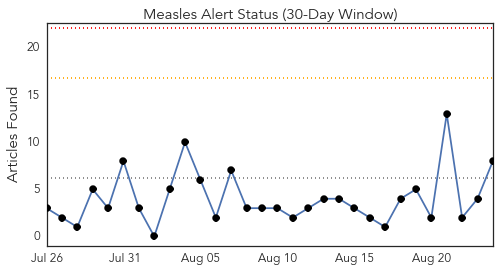 Measles Alert Status (30-Day Window)
Articles Found
20
15
10
5
0
Jul 26 Jul 31 Aug 05 Aug 10 Aug 15 Aug 20